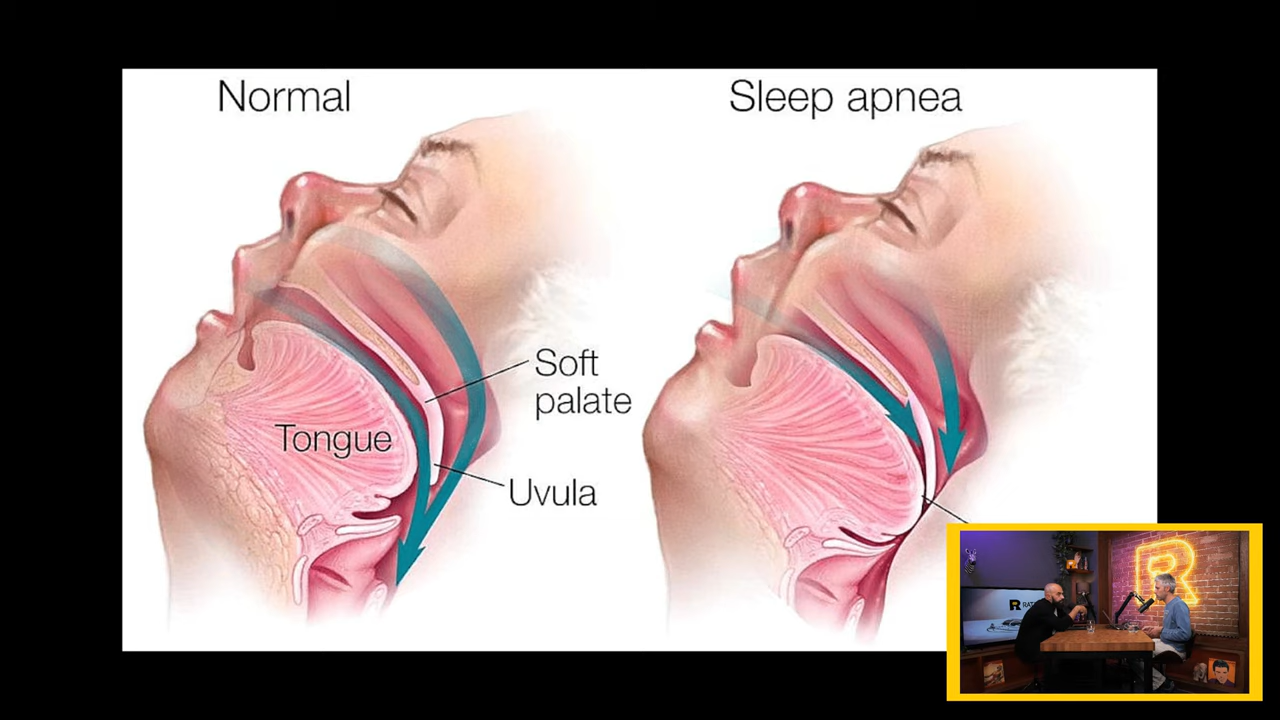 Normal
Sleep apnea
Soft
palate
Tongue
Uvula
R
R